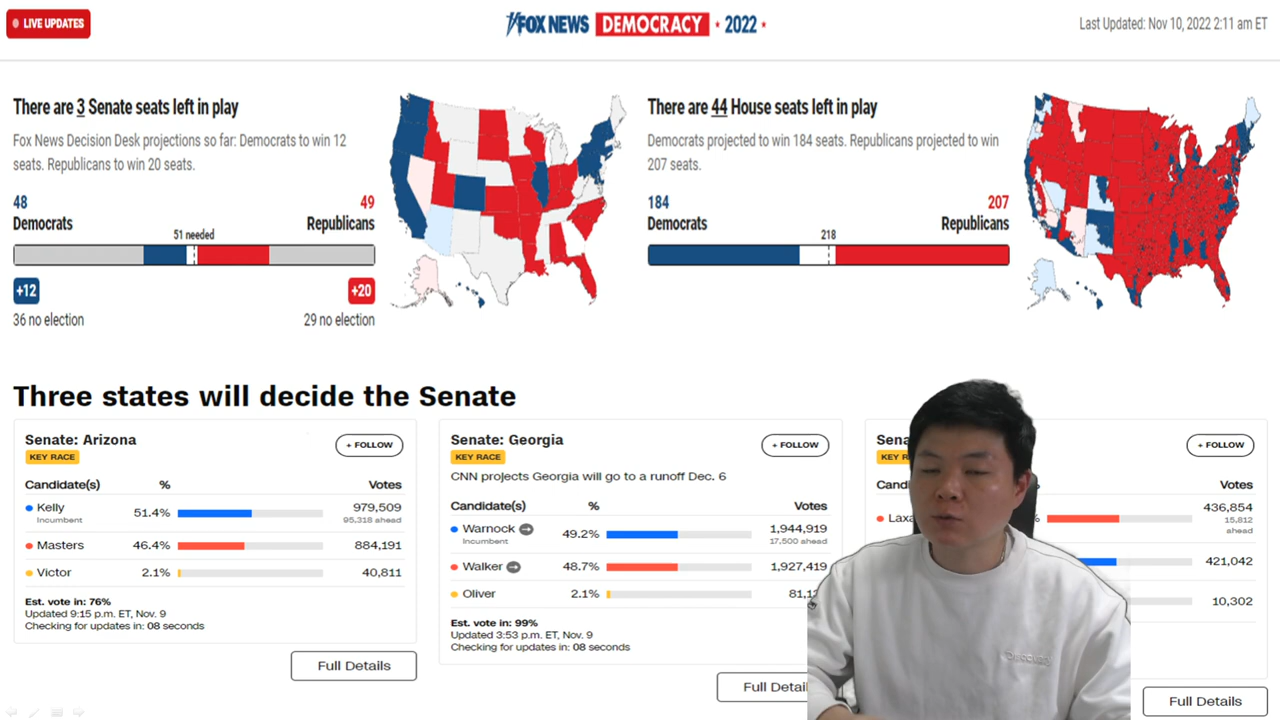 LIVE UPDATES
FOX NEWS DEMOCRACY 2022
Last Updated: Nov 10, 2022 2:11 am ET
There are 3 Senate seats left in play
Fox News Decision Desk projections so far: Democrats to win 12
seats. Republicans to win 20 seats.
48
49
Democrats
Republicans
51 needed
+12
+20
36 no election
29 no election
There are 44 House seats left in play
Democrats projected to win 184 seats. Republicans projected to win
207 seats.
184
207
Democrats
Republicans
218
Three states will decide the Senate
Senate: Arizona
+ FOLLOW
KEY RACE
Candidate(s) % Votes
Kelly 51.4% 979,509
Incumbent 95,318 ahead
Masters 46.4% 884,191
Victor 2.1% 40,811
Est. vote in: 76%
Updated 9:15 p.m. ET, Nov. 9
Checking for updates in: 08 seconds
Full Details
Senate: Georgia
+ FOLLOW
KEY RACE
CNN projects Georgia will go to a runoff Dec. 6
Candidate(s) % Votes
Warnock 49.2% 1,944,919
Incumbent 17,500 ahead
Walker 48.7% 1,927,419
Oliver 2.1% 81,1
Est. vote in: 99%
Updated 3:53 p.m. ET, Nov. 9
Checking for updates in: 08 seconds
Full Detai
Sena
+ FOLLOW
KEY R
Candi
Votes
Laxa
% 436,854
15,812
ahead
421,042
10,302
Full Details